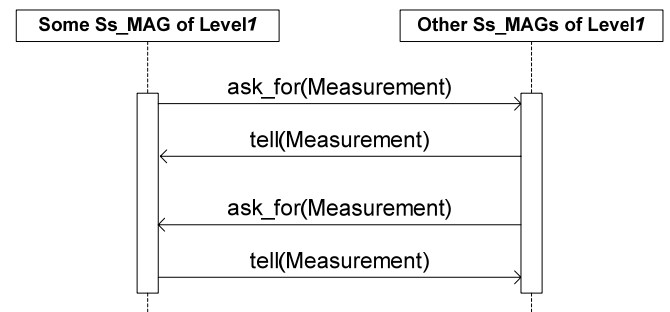 Some Ss_MAG of Level1
Other Ss_MAGs of Level1
ask_for(Measurement)
tell(Measurement)
ask_for(Measurement)
tell(Measurement)